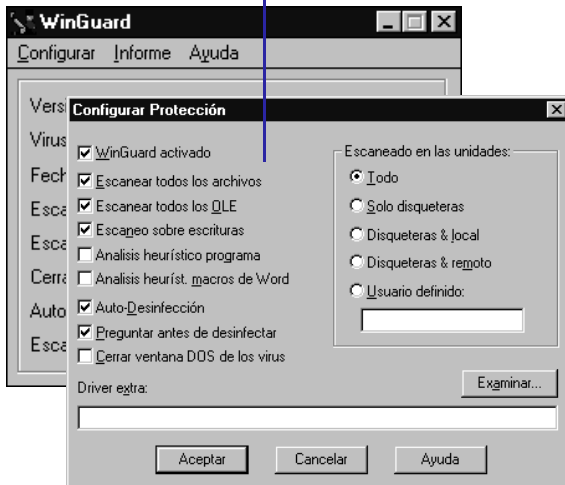 WinGuard
Configurar Informe Ayuda
Versi
Virus
Fech
Esca
Esca
Cerra
Auto
Esca
Configurar Protección
WinGuard activado
Escanear todos los archivos
Escanear todos los OLE
Escaneo sobre escrituras
Analisis heurístico programa
Analisis heuríst. macros de Word
Auto-Desinfección
Preguntar antes de desinfectar
Cerrar ventana DOS de los virus
Escaneado en las unidades:
Todo
Solo disqueteras
Disqueteras & local
Disqueteras & remoto
Usuario definido:
Driver extra:
Examinar...
Aceptar Cancelar Ayuda